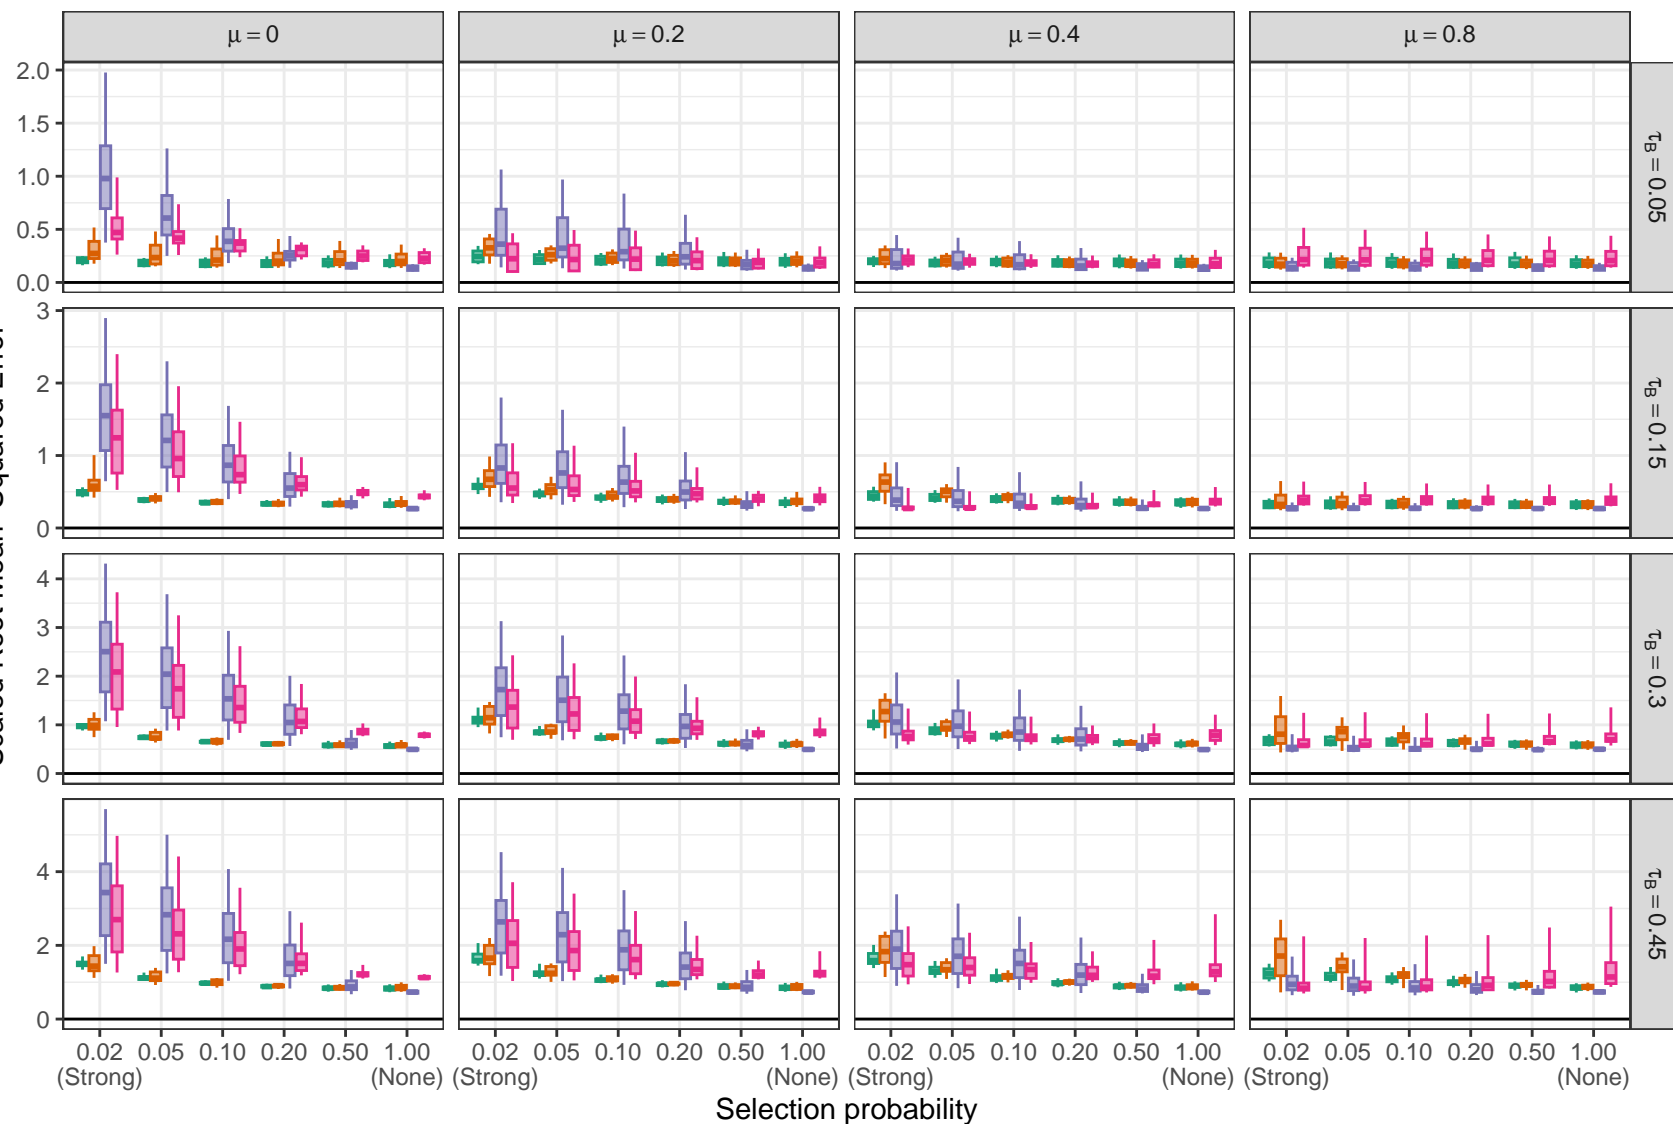 μ = 0 μ = 0.2 μ = 0.4 μ = 0.8
2.0
1.5
1.0
0.5
0.0
τB = 0.05
3
2
1
0
τB = 0.15
4
3
2
1
0
τB = 0.3
4
2
0
τB = 0.45
0.02 0.05 0.10 0.20 0.50 1.00 0.02 0.05 0.10 0.20 0.50 1.00 0.02 0.05 0.10 0.20 0.50 1.00 0.02 0.05 0.10 0.20 0.50 1.00
(Strong) (None) (Strong) (None) (Strong) (None) (Strong) (None)
Selection probability